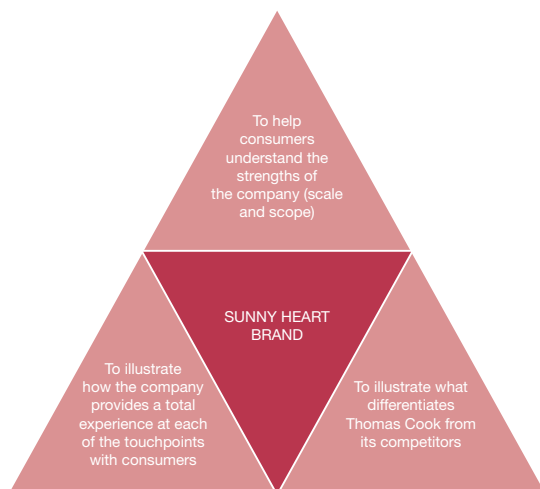 To help
consumers
understand the
strengths of
the company (scale
and scope)
SUNNY HEART
BRAND
To illustrate
how the company
provides a total
experience at each
of the touchpoints
with consumers
To illustrate what
differentiates
Thomas Cook from
its competitors